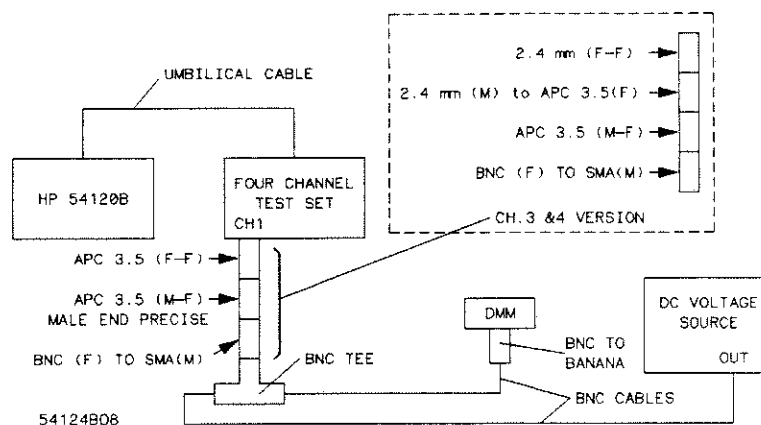 UMBILICAL CABLE
2.4 mm (F-F)
2.4 mm (M) to APC 3.5(F)
APC 3.5 (M-F)
BNC (F) TO SMA(M)
HP 54120B
FOUR CHANNEL
TEST SET
CH1
CH.3 &4 VERSION
APC 3.5 (F-F)
APC 3.5 (M-F)
MALE END PRECISE
BNC (F) TO SMA(M)
BNC TEE
DMM
BNC TO
BANANA
DC VOLTAGE
SOURCE
OUT
BNC CABLES
54124B08